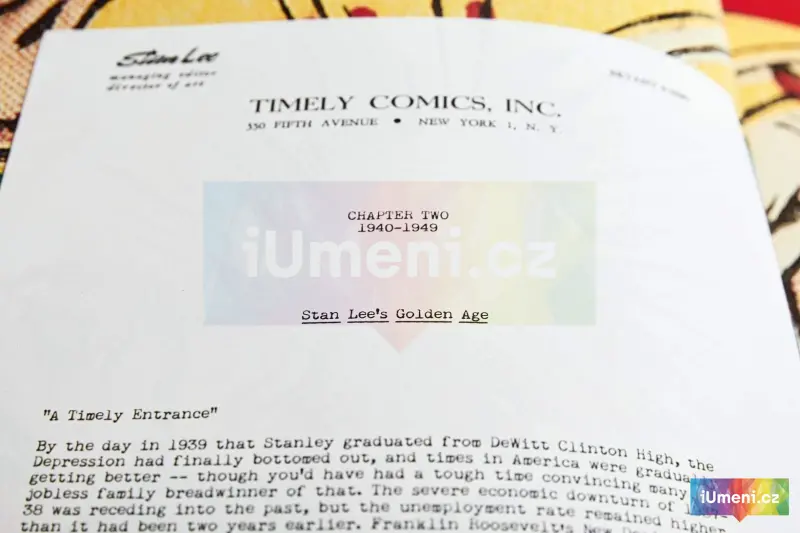 Stan Lee
managing editor
director of art
TIMELY COMICS, INC.
350 FIFTH AVENUE • NEW YORK 1, N. Y.
CHAPTER TWO
1940-1949
iUmeni.cz
Stan Lee's Golden Age
"A Timely Entrance"
By the day in 1939 that Stanley graduated from DeWitt Clinton High, the
Depression had finally bottomed out, and times in America were
getting better -- though you'd have had a tough time convincing many
jobless family breadwinner of that. The severe economic downturn of
38 was receding into the past, but the unemployment rate remained higher
than it had been two years earlier. Franklin Roosevelt's New
iUmeni.cz